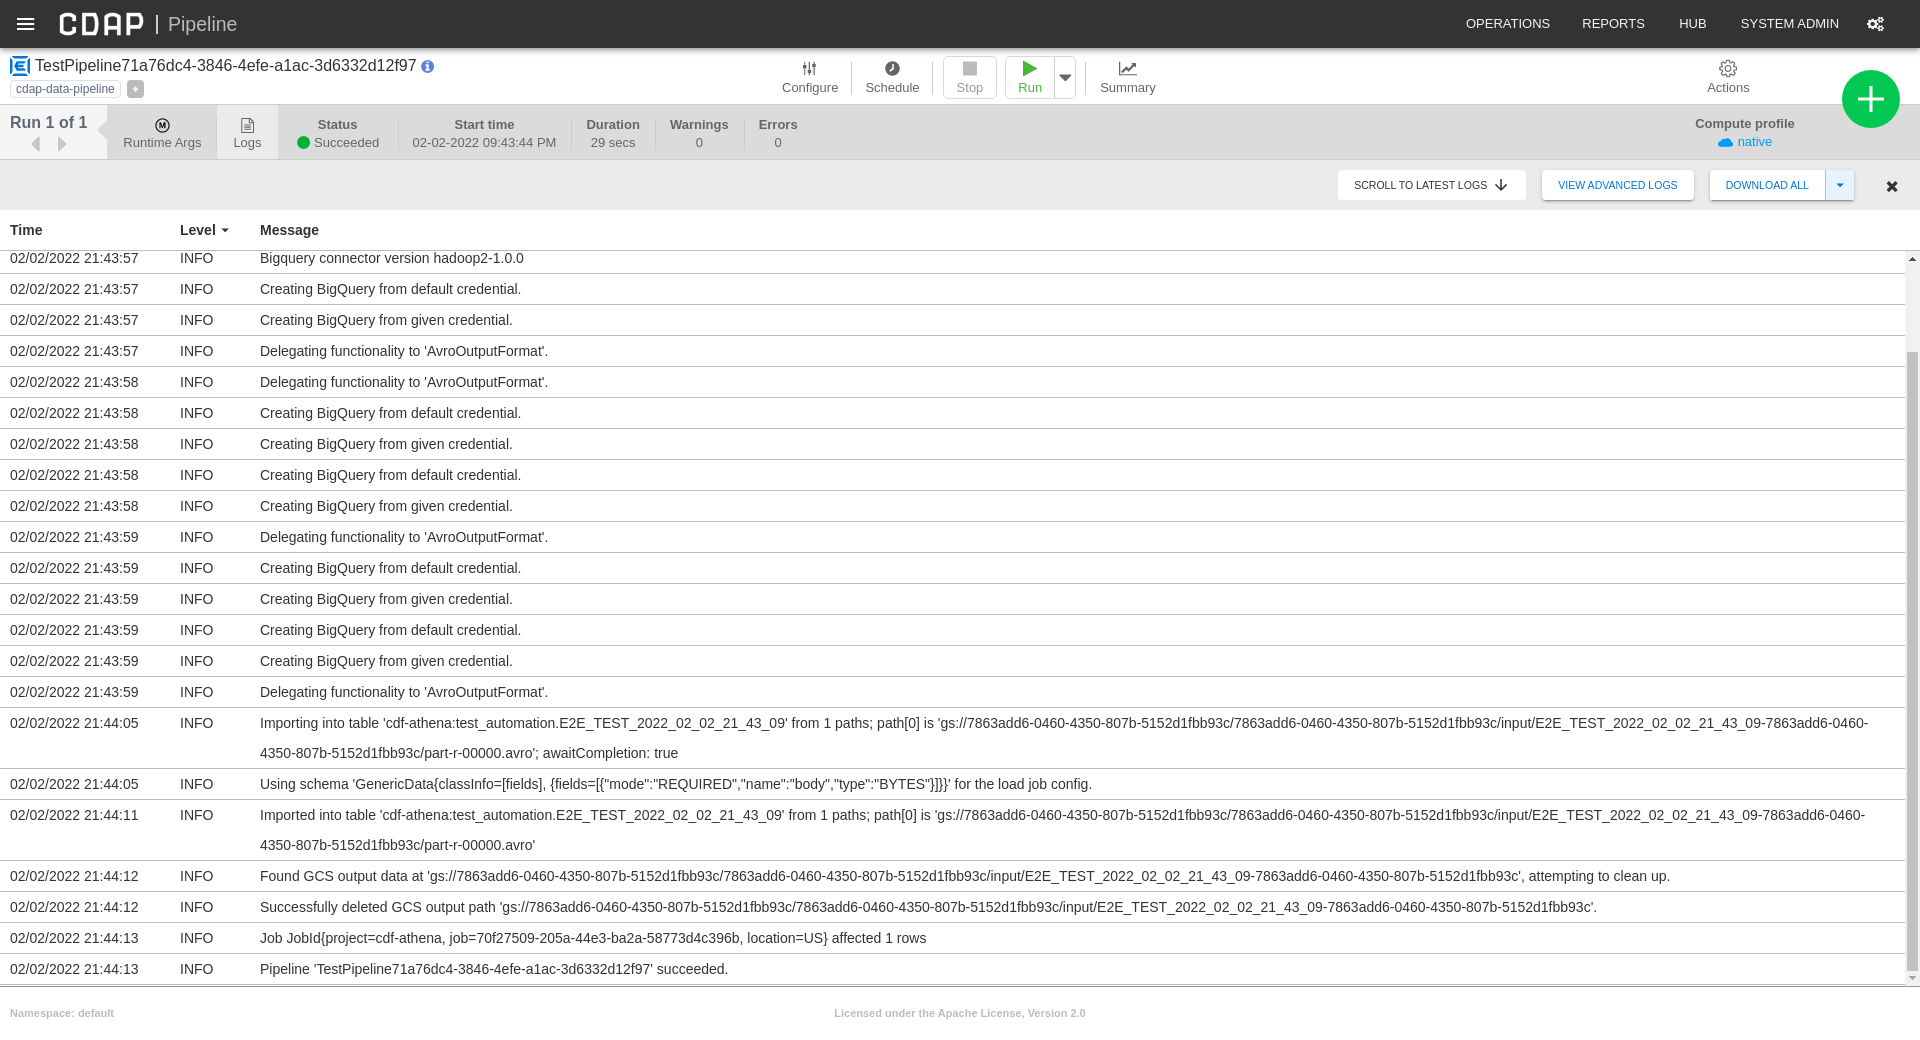 CDAP | Pipeline
OPERATIONS REPORTS HUB SYSTEM ADMIN
TestPipeline71a76dc4-3846-4efe-a1ac-3d6332d12f97
cdap-data-pipeline +
Configure Schedule Stop Run Summary Actions
Run 1 of 1
Runtime Args
Logs
Status
Succeeded
Start time
02-02-2022 09:43:44 PM
Duration
29 secs
Warnings
0
Errors
0
Compute profile
native
SCROLL TO LATEST LOGS VIEW ADVANCED LOGS DOWNLOAD ALL
Time Level Message
02/02/2022 21:43:57 INFO Bigquery connector version hadoop2-1.0.0
02/02/2022 21:43:57 INFO Creating BigQuery from default credential.
02/02/2022 21:43:57 INFO Creating BigQuery from given credential.
02/02/2022 21:43:57 INFO Delegating functionality to 'AvroOutputFormat'.
02/02/2022 21:43:58 INFO Delegating functionality to 'AvroOutputFormat'.
02/02/2022 21:43:58 INFO Creating BigQuery from default credential.
02/02/2022 21:43:58 INFO Creating BigQuery from given credential.
02/02/2022 21:43:58 INFO Creating BigQuery from default credential.
02/02/2022 21:43:58 INFO Creating BigQuery from given credential.
02/02/2022 21:43:59 INFO Delegating functionality to 'AvroOutputFormat'.
02/02/2022 21:43:59 INFO Creating BigQuery from default credential.
02/02/2022 21:43:59 INFO Creating BigQuery from given credential.
02/02/2022 21:43:59 INFO Creating BigQuery from default credential.
02/02/2022 21:43:59 INFO Creating BigQuery from given credential.
02/02/2022 21:43:59 INFO Delegating functionality to 'AvroOutputFormat'.
02/02/2022 21:44:05 INFO Importing into table 'cdf-athena:test_automation.E2E_TEST_2022_02_02_21_43_09' from 1 paths; path[0] is 'gs://7863add6-0460-4350-807b-5152d1fbb93c/7863add6-0460-4350-807b-5152d1fbb93c/input/E2E_TEST_2022_02_02_21_43_09-7863add6-0460-
4350-807b-5152d1fbb93c/part-r-00000.avro'; awaitCompletion: true
02/02/2022 21:44:05 INFO Using schema 'GenericData{classInfo=[fields], {fields=[{"mode":"REQUIRED","name":"body","type":"BYTES"}]}}' for the load job config.
02/02/2022 21:44:11 INFO Imported into table 'cdf-athena:test_automation.E2E_TEST_2022_02_02_21_43_09' from 1 paths; path[0] is 'gs://7863add6-0460-4350-807b-5152d1fbb93c/7863add6-0460-4350-807b-5152d1fbb93c/input/E2E_TEST_2022_02_02_21_43_09-7863add6-0460-
4350-807b-5152d1fbb93c/part-r-00000.avro'
02/02/2022 21:44:12 INFO Found GCS output data at 'gs://7863add6-0460-4350-807b-5152d1fbb93c/7863add6-0460-4350-807b-5152d1fbb93c/input/E2E_TEST_2022_02_02_21_43_09-7863add6-0460-4350-807b-5152d1fbb93c', attempting to clean up.
02/02/2022 21:44:12 INFO Successfully deleted GCS output path 'gs://7863add6-0460-4350-807b-5152d1fbb93c/7863add6-0460-4350-807b-5152d1fbb93c/input/E2E_TEST_2022_02_02_21_43_09-7863add6-0460-4350-807b-5152d1fbb93c'.
02/02/2022 21:44:13 INFO Job JobId{project=cdf-athena, job=70f27509-205a-44e3-ba2a-58773d4c396b, location=US} affected 1 rows
02/02/2022 21:44:13 INFO Pipeline 'TestPipeline71a76dc4-3846-4efe-a1ac-3d6332d12f97' succeeded.
Namespace: default Licensed under the Apache License, Version 2.0